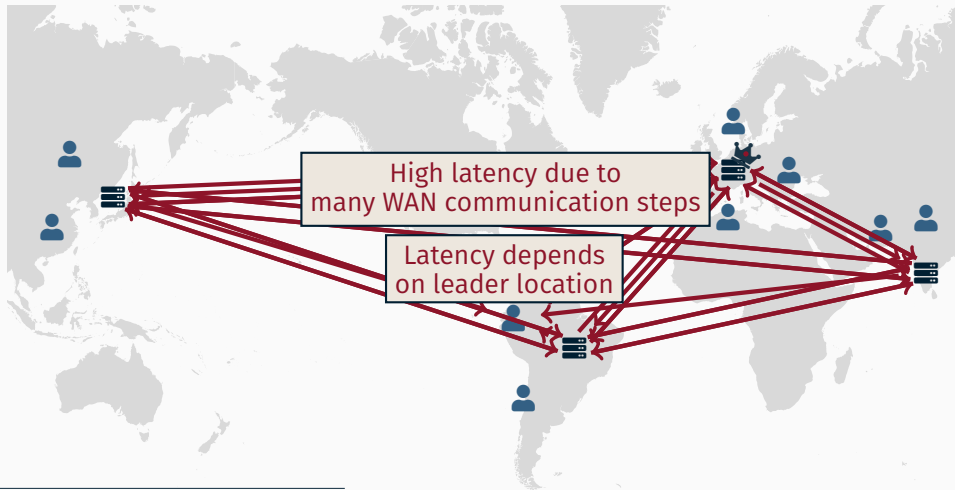 High latency due to
many WAN communication steps
Latency depends
on leader location